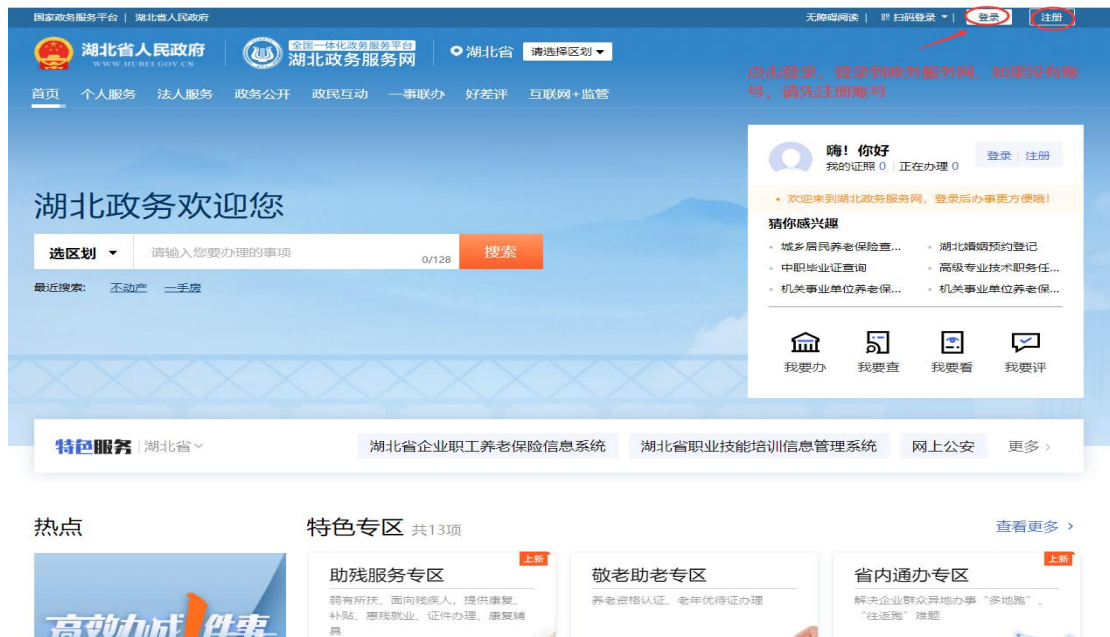 国家政务服务平台 | 湖北省人民政府
无障碍阅读 | 扫码登录 | 登录 注册
湖北省人民政府
WWW.HUBEI.GOV.CN
全国一体化政务服务平台
湖北政务服务网
湖北省 请选择区划
点击登录，登录到政务服务网，如果没有账
号，请先注册账号
首页 个人服务 法人服务 政务公开 政民互动 一事联办 好差评 互联网+监管
嗨！你好
我的证照 0 | 正在办理 0
登录 | 注册
欢迎来到湖北政务服务网，登录后办事更方便哦！
猜你感兴趣
城乡居民养老保险查...
湖北婚姻预约登记
中职毕业证查询
高级专业技术职务任...
机关事业单位养老保...
机关事业单位养老保...
我要办 我要查 我要看 我要评
湖北政务欢迎您
选区划 请输入您要办理的事项 0/128 搜索
最近搜索: 不动产 一手房
特色服务 | 湖北省
湖北省企业职工养老保险信息系统 湖北省职业技能培训信息管理系统 网上公安 更多 >
热点
高效办成一件事
特色专区 共13项
查看更多 >
上新
助残服务专区
弱有所扶、面向残疾人，提供康复、
补贴、惠残就业、证件办理、康复辅
具
敬老助老专区
养老资格认证、老年优待证办理
上新
省内通办专区
解决企业群众异地办事“多地跑”、
“往返跑”难题